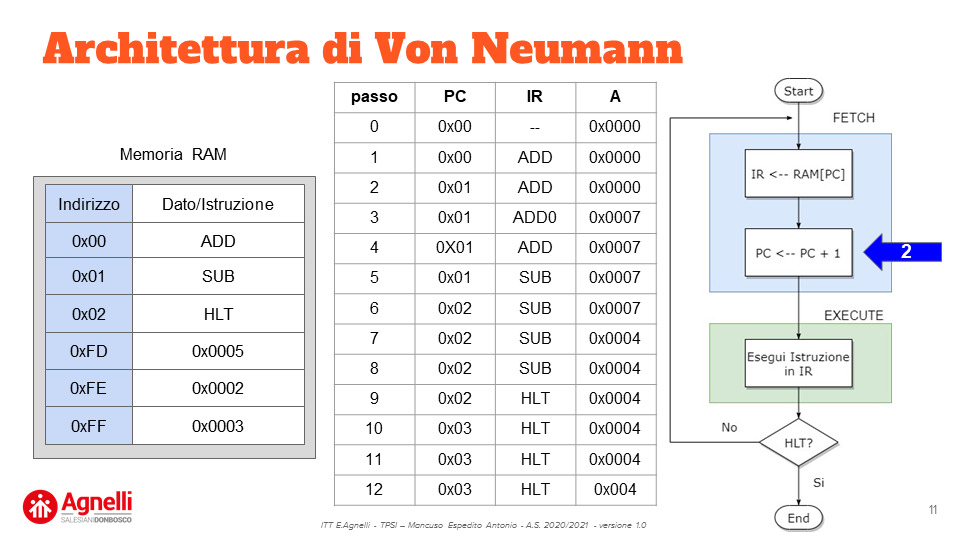 Architettura di Von Neumann
Memoria RAM
Indirizzo Dato/Istruzione
0x00 ADD
0x01 SUB
0x02 HLT
0xFD 0x0005
0xFE 0x0002
0xFF 0x0003
passo PC IR A
0 0x00 -- 0x0000
1 0x00 ADD 0x0000
2 0x01 ADD 0x0000
3 0x01 ADD0 0x0007
4 0X01 ADD 0x0007
5 0x01 SUB 0x0007
6 0x02 SUB 0x0007
7 0x02 SUB 0x0004
8 0x02 SUB 0x0004
9 0x02 HLT 0x0004
10 0x03 HLT 0x0004
11 0x03 HLT 0x0004
12 0x03 HLT 0x004
Start
FETCH
IR <-- RAM[PC]
PC <-- PC + 1
2
EXECUTE
Esegui Istruzione
in IR
No
HLT?
Si
End
Agnelli
SALESIANIDONBOSCO
ITT E.Agnelli - TPSI – Mancuso Espedito Antonio - A.S. 2020/2021 - versione 1.0
11